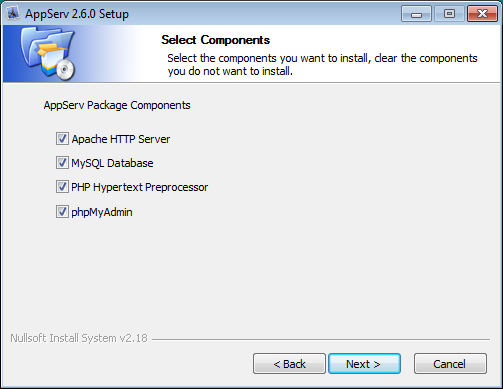 AppServ 2.6.0 Setup
Select Components
Select the components you want to install, clear the components
you do not want to install.
AppServ Package Components
Apache HTTP Server
MySQL Database
PHP Hypertext Preprocessor
phpMyAdmin
Nullsoft Install System v2.18
< Back
Next >
Cancel